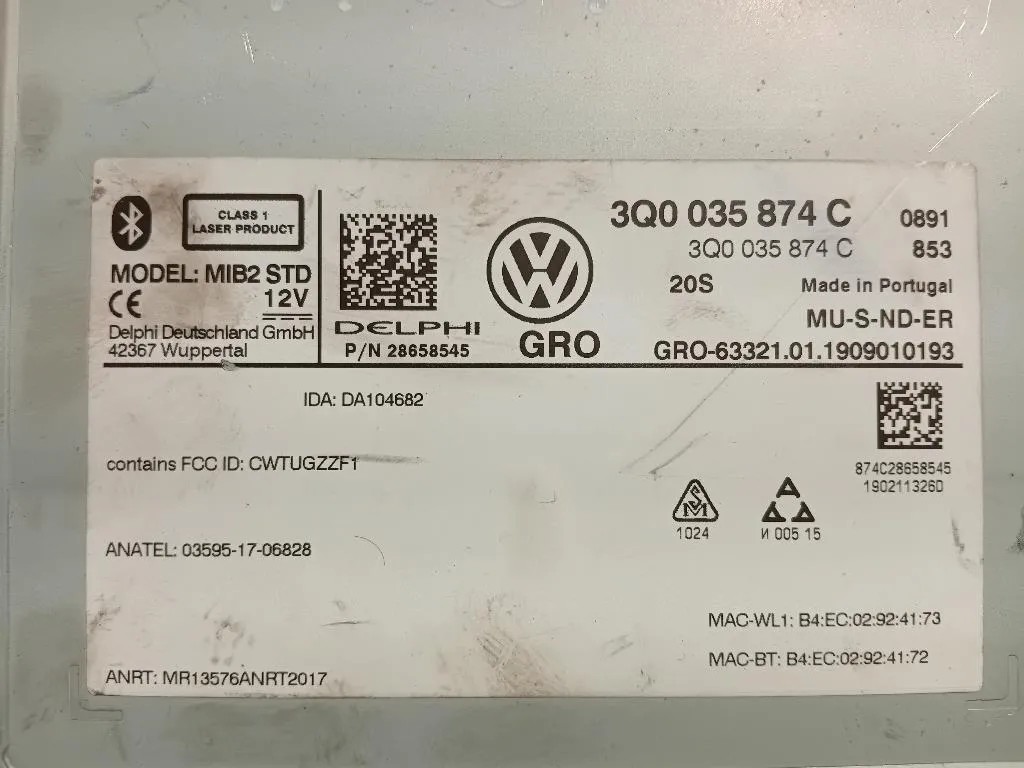 CLASS 1
LASER PRODUCT
MODEL: MIB2 STD
12V
CE
Delphi Deutschland GmbH
42367 Wuppertal
DELPHI
P/N 28658545
GRO
3Q0 035 874 C 0891
3Q0 035 874 C 853
20S Made in Portugal
MU-S-ND-ER
GRO-63321.01.1909010193
IDA: DA104682
contains FCC ID: CWTUGZZF1
874C28658545
190211326D
SM
1024
И 005 15
ANATEL: 03595-17-06828
MAC-WL1: B4:EC:02:92:41:73
MAC-BT: B4:EC:02:92:41:72
ANRT: MR13576ANRT2017